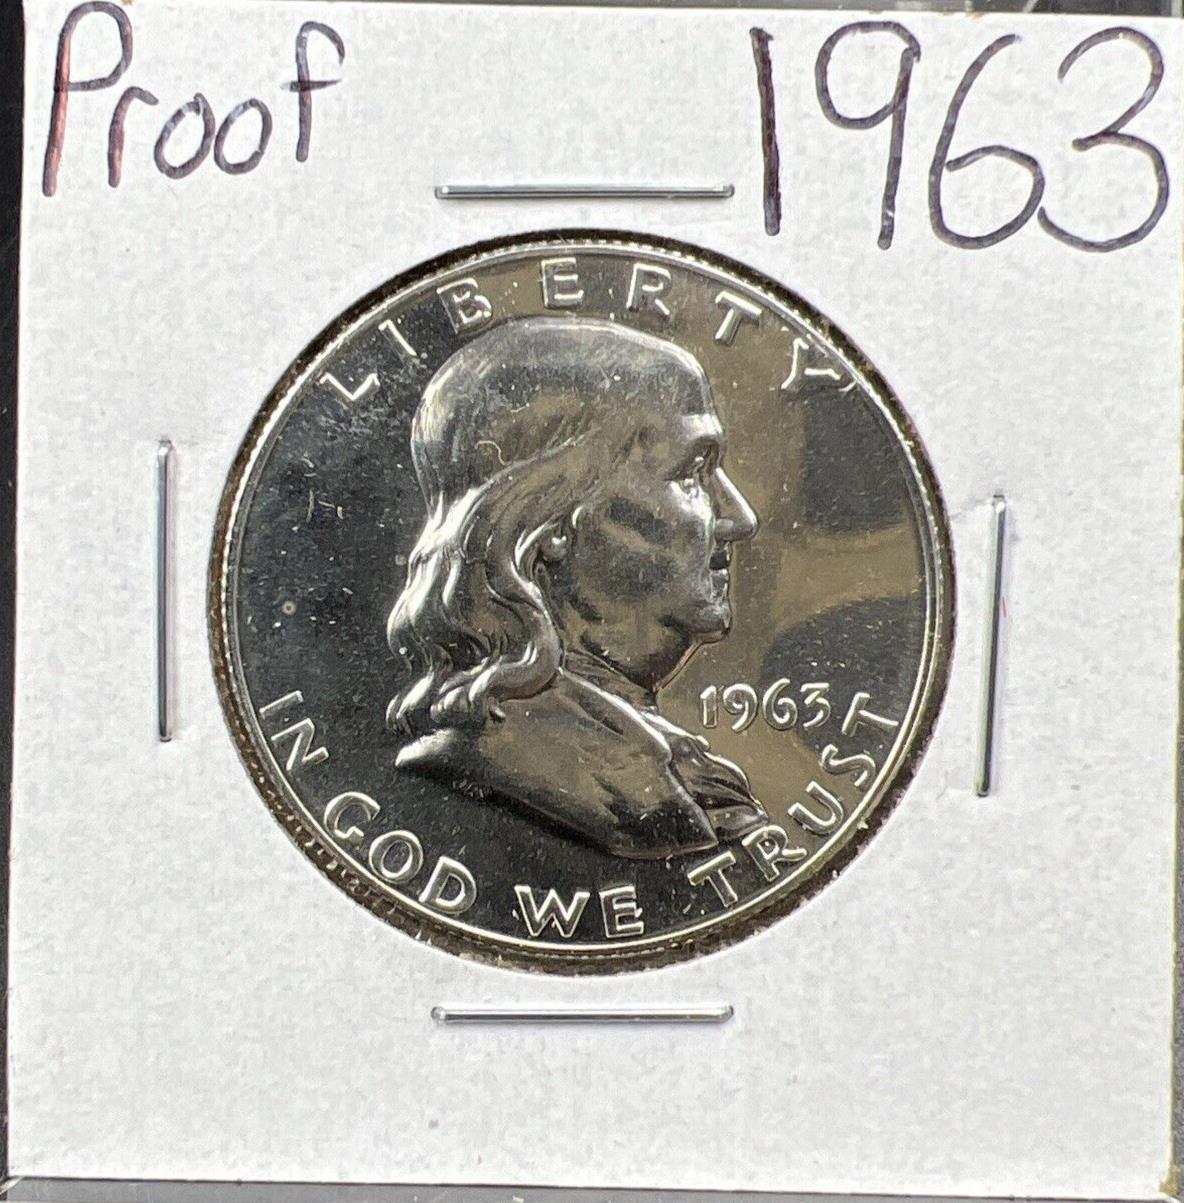 Proof 1963
LIBERTY
1963
IN GOD WE TRUST